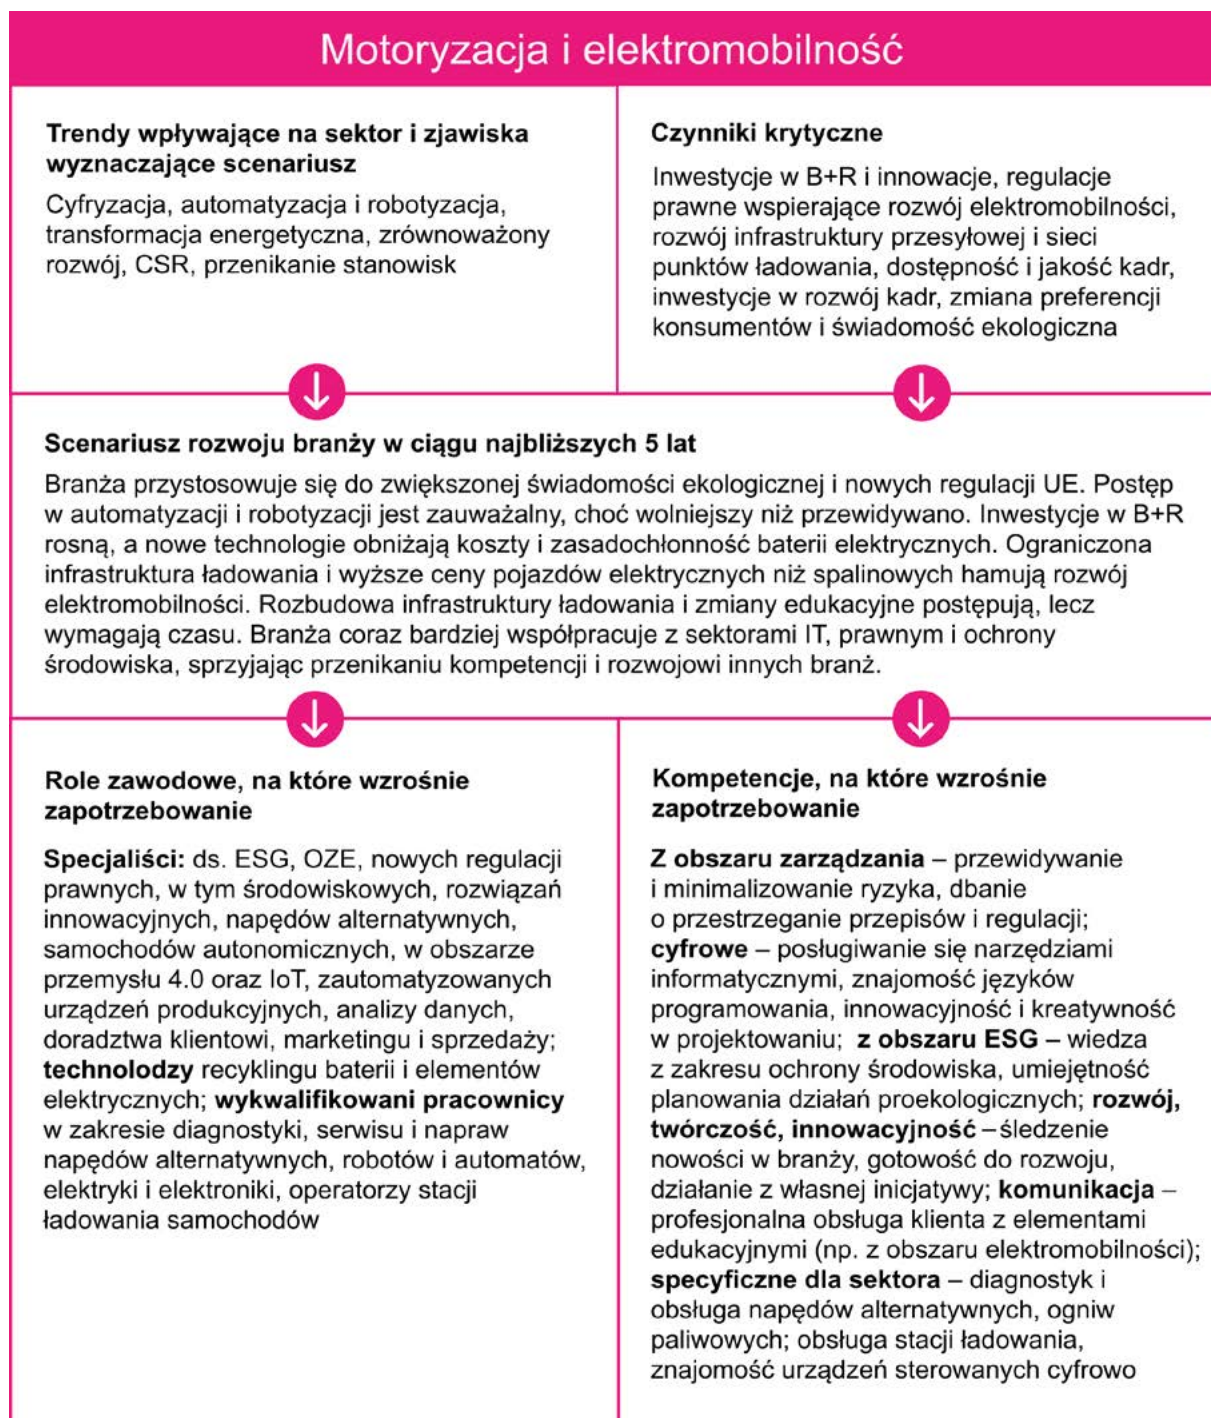 Motoryzacja i elektromobilność
Trendy wpływające na sektor i zjawiska
wyznaczające scenariusz
Cyfryzacja, automatyzacja i robotyzacja,
transformacja energetyczna, zrównoważony
rozwój, CSR, przenikanie stanowisk
Czynniki krytyczne
Inwestycje w B+R i innowacje, regulacje
prawne wspierające rozwój elektromobilności,
rozwój infrastruktury przesyłowej i sieci
punktów ładowania, dostępność i jakość kadr,
inwestycje w rozwój kadr, zmiana preferencji
konsumentów i świadomość ekologiczna
Scenariusz rozwoju branży w ciągu najbliższych 5 lat
Branża przystosowuje się do zwiększonej świadomości ekologicznej i nowych regulacji UE. Postęp
w automatyzacji i robotyzacji jest zauważalny, choć wolniejszy niż przewidywano. Inwestycje w B+R
rosną, a nowe technologie obniżają koszty i zasadochłonność baterii elektrycznych. Ograniczona
infrastruktura ładowania i wyższe ceny pojazdów elektrycznych niż spalinowych hamują rozwój
elektromobilności. Rozbudowa infrastruktury ładowania i zmiany edukacyjne postępują, lecz
wymagają czasu. Branża coraz bardziej współpracuje z sektorami IT, prawnym i ochrony
środowiska, sprzyjając przenikaniu kompetencji i rozwojowi innych branż.
Role zawodowe, na które wzrośnie
zapotrzebowanie
Specjaliści: ds. ESG, OZE, nowych regulacji
prawnych, w tym środowiskowych, rozwiązań
innowacyjnych, napędów alternatywnych,
samochodów autonomicznych, w obszarze
przemysłu 4.0 oraz IoT, zautomatyzowanych
urządzeń produkcyjnych, analizy danych,
doradztwa klientowi, marketingu i sprzedaży;
technolodzy recyklingu baterii i elementów
elektrycznych; wykwalifikowani pracownicy
w zakresie diagnostyki, serwisu i napraw
napędów alternatywnych, robotów i automatów,
elektryki i elektroniki, operatorzy stacji
ładowania samochodów
Kompetencje, na które wzrośnie
zapotrzebowanie
Z obszaru zarządzania – przewidywanie
i minimalizowanie ryzyka, dbanie
o przestrzeganie przepisów i regulacji;
cyfrowe – posługiwanie się narzędziami
informatycznymi, znajomość języków
programowania, innowacyjność i kreatywność
w projektowaniu; z obszaru ESG – wiedza
z zakresu ochrony środowiska, umiejętność
planowania działań proekologicznych; rozwój,
twórczość, innowacyjność – śledzenie
nowości w branży, gotowość do rozwoju,
działanie z własnej inicjatywy; komunikacja –
profesjonalna obsługa klienta z elementami
edukacyjnymi (np. z obszaru elektromobilności);
specyficzne dla sektora – diagnostyk i
obsługa napędów alternatywnych, ogniw
paliwowych; obsługa stacji ładowania,
znajomość urządzeń sterowanych cyfrowo